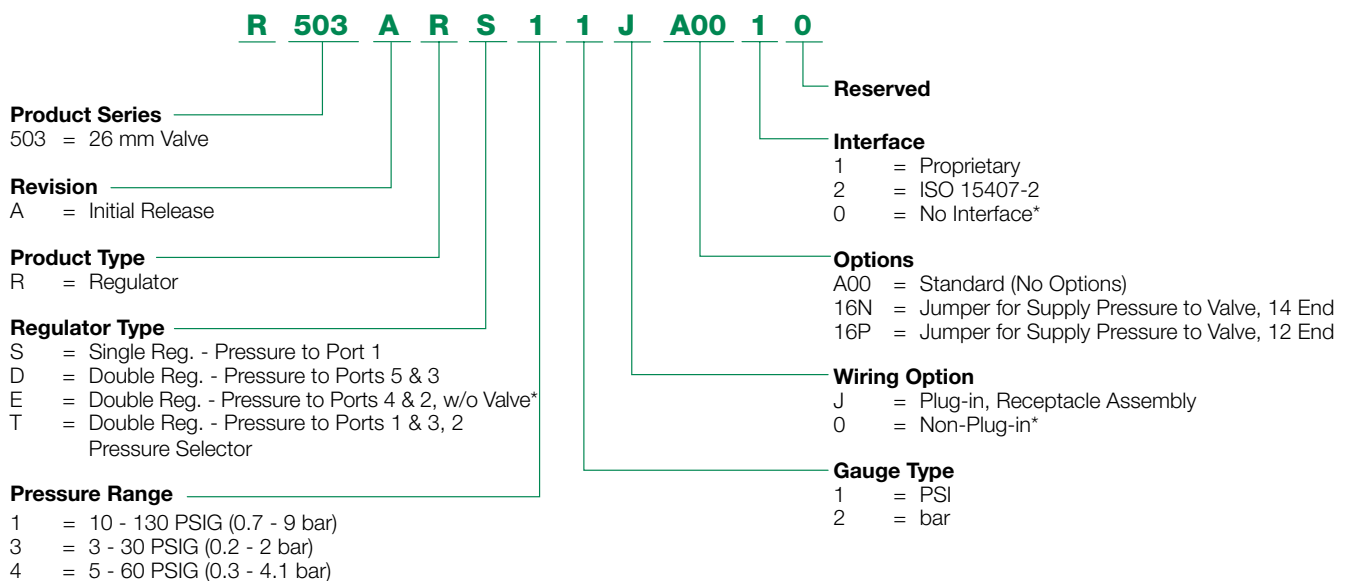 R 503 A R S 1 1 J A00 1 0
Product Series
503 = 26 mm Valve
Revision
A = Initial Release
Product Type
R = Regulator
Regulator Type
S = Single Reg. - Pressure to Port 1
D = Double Reg. - Pressure to Ports 5 & 3
E = Double Reg. - Pressure to Ports 4 & 2, w/o Valve*
T = Double Reg. - Pressure to Ports 1 & 3, 2
Pressure Selector
Pressure Range
1 = 10 - 130 PSIG (0.7 - 9 bar)
3 = 3 - 30 PSIG (0.2 - 2 bar)
4 = 5 - 60 PSIG (0.3 - 4.1 bar)
Reserved
Interface
1 = Proprietary
2 = ISO 15407-2
0 = No Interface*
Options
A00 = Standard (No Options)
16N = Jumper for Supply Pressure to Valve, 14 End
16P = Jumper for Supply Pressure to Valve, 12 End
Wiring Option
J = Plug-in, Receptacle Assembly
0 = Non-Plug-in*
Gauge Type
1 = PSI
2 = bar